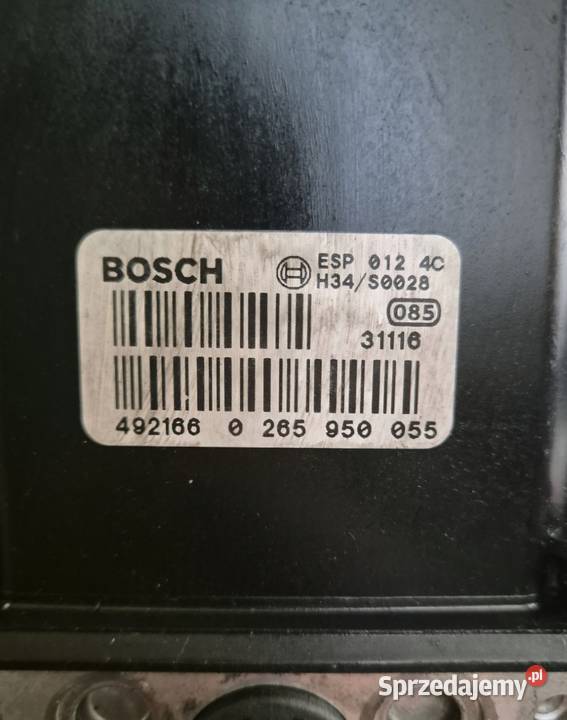 BOSCH ESP 012 4C
H34/S0028
085
31116
492166 0 265 950 055
Sprzedajemy.pl